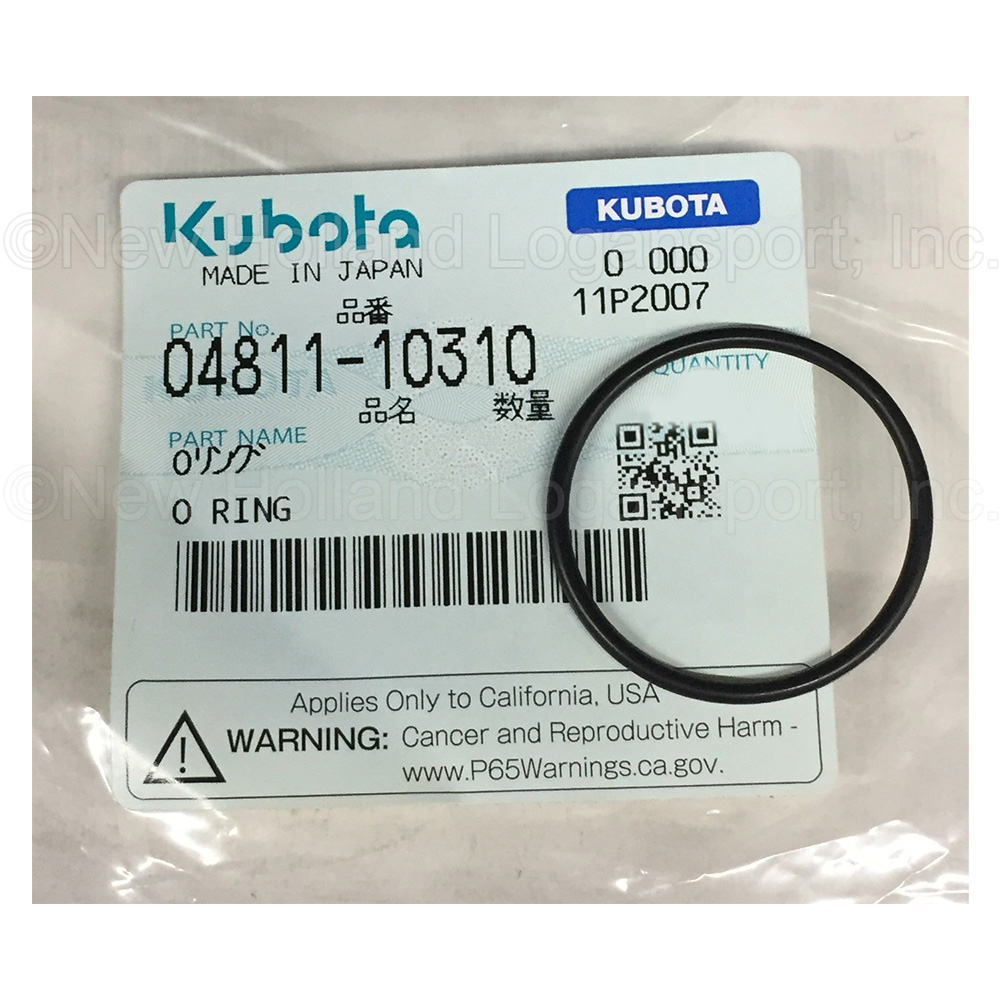 Kubota
KUBOTA
MADE IN JAPAN
0 000
11P2007
品番
PART No.
04811-10310
QUANTITY
品名 数量
PART NAME
Oリング
O RING
Applies Only to California, USA
WARNING: Cancer and Reproductive Harm -
www.P65Warnings.ca.gov.
©New Holland Logansport, Inc.
©New Holland Logansport, Inc.